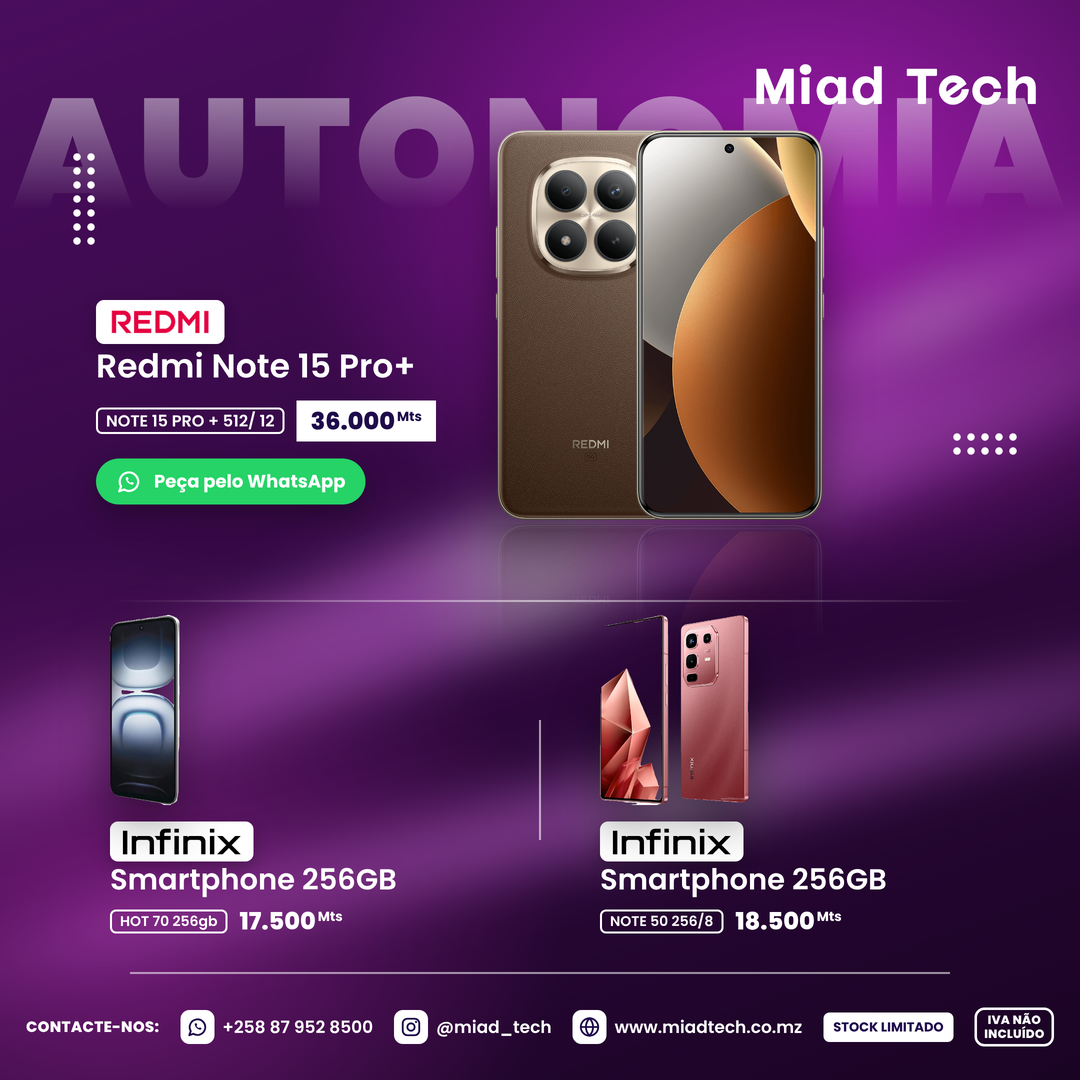 Miad Tech
AUTONOMIA
REDMI
Redmi Note 15 Pro+
NOTE 15 PRO + 512/ 12
36.000 Mts
Peça pelo WhatsApp
REDMI
Infinix
Smartphone 256GB
HOT 70 256gb
17.500 Mts
Infinix
Smartphone 256GB
NOTE 50 256/8
18.500 Mts
CONTACTE-NOS:
+258 87 952 8500
@miad_tech
www.miadtech.co.mz
STOCK LIMITADO
IVA NÃO
INCLUÍDO